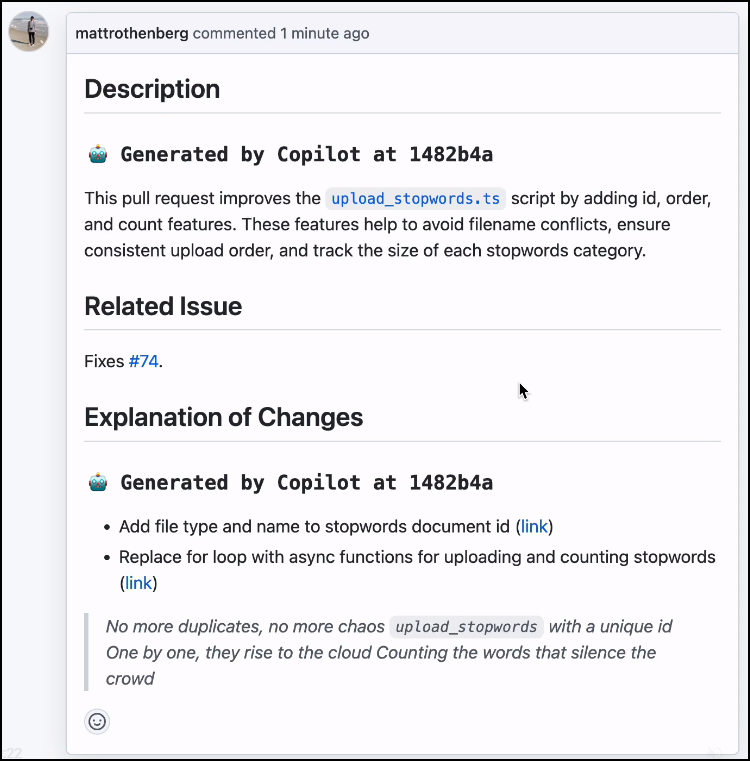 mattrothenberg commented 1 minute ago
Description
Generated by Copilot at 1482b4a
This pull request improves the upload_stopwords.ts script by adding id, order,
and count features. These features help to avoid filename conflicts, ensure
consistent upload order, and track the size of each stopwords category.
Related Issue
Fixes #74.
Explanation of Changes
Generated by Copilot at 1482b4a
• Add file type and name to stopwords document id (link)
• Replace for loop with async functions for uploading and counting stopwords
(link)
No more duplicates, no more chaos upload_stopwords with a unique id
One by one, they rise to the cloud Counting the words that silence the
crowd